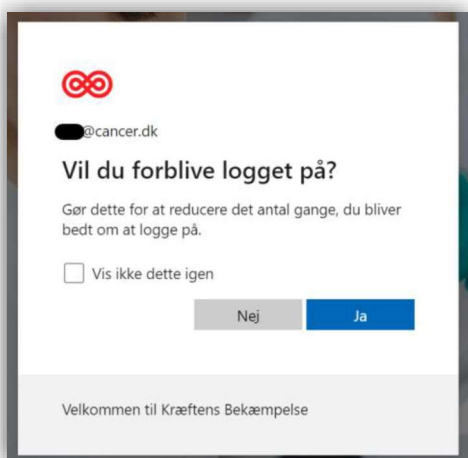 @cancer.dk
Vil du forblive logget på?
Gør dette for at reducere det antal gange, du bliver
bedt om at logge på.
Vis ikke dette igen
Nej
Ja
Velkommen til Kræftens Bekæmpelse